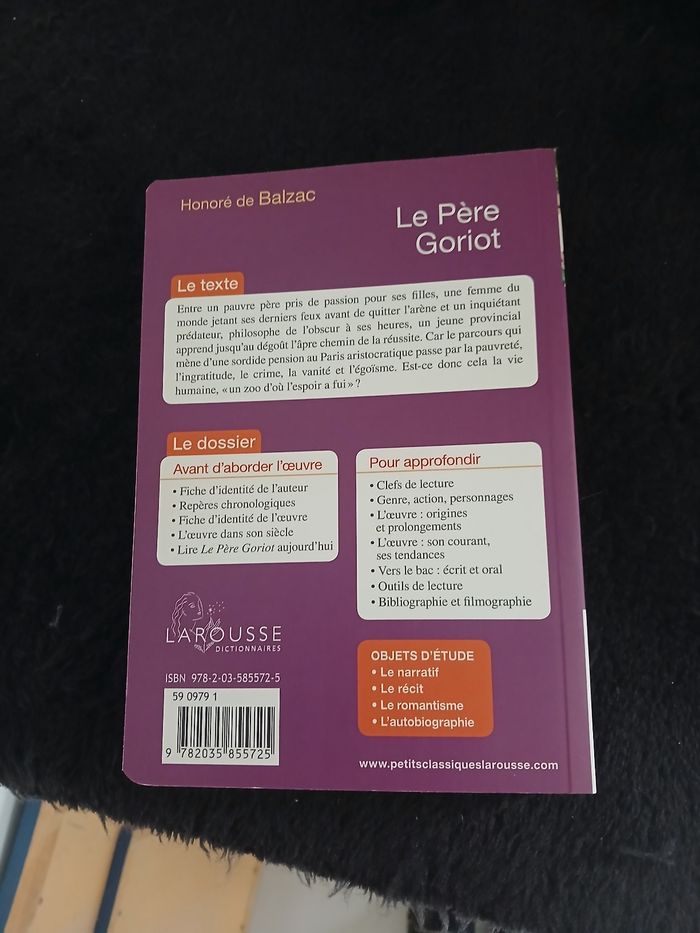 Honoré de Balzac
Le Père
Goriot
Le texte
Entre un pauvre père pris de passion pour ses filles, une femme du
monde jetant ses derniers feux avant de quitter l'arène et un inquiétant
prédateur, philosophe de l'obscur à ses heures, un jeune provincial
apprend jusqu'au dégoût l'âpre chemin de la réussite. Car le parcours qui
mène d'une sordide pension au Paris aristocratique passe par la pauvreté,
l'ingratitude, le crime, la vanité et l'égoïsme. Est-ce donc cela la vie
humaine, « un zoo d'où l'espoir a fui » ?
Le dossier
Avant d'aborder l'œuvre
• Fiche d'identité de l'auteur
• Repères chronologiques
• Fiche d'identité de l'œuvre
• L'œuvre dans son siècle
• Lire Le Père Goriot aujourd'hui
Pour approfondir
• Clefs de lecture
• Genre, action, personnages
• L'œuvre : origines
et prolongements
• L'œuvre : son courant,
ses tendances
• Vers le bac : écrit et oral
• Outils de lecture
• Bibliographie et filmographie
LAROUSSE
DICTIONNAIRES
ISBN 978-2-03-585572-5
59 0979 1
9 782035 855725
OBJETS D'ÉTUDE
• Le narratif
• Le récit
• Le romantisme
• L'autobiographie
www.petitsclassiqueslarousse.com